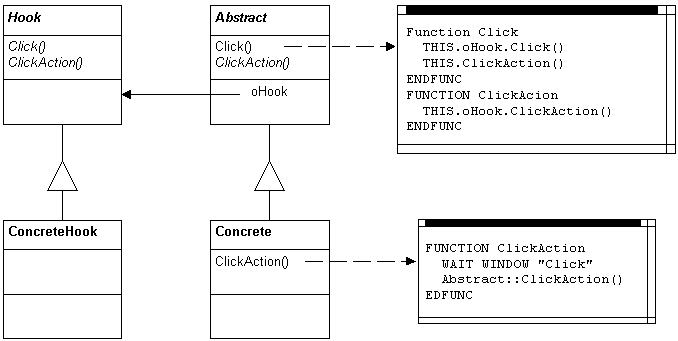 Hook
Click()
ClickAction()
Abstract
Click()
ClickAction()
oHook
Function Click
THIS.oHook.Click()
THIS.ClickAction()
ENDFUNC
FUNCTION ClickAcion
THIS.oHook.ClickAction()
ENDFUNC
ConcreteHook
Concrete
ClickAction()
FUNCTION ClickAction
WAIT WINDOW "Click"
Abstract::ClickAction()
EDFUNC